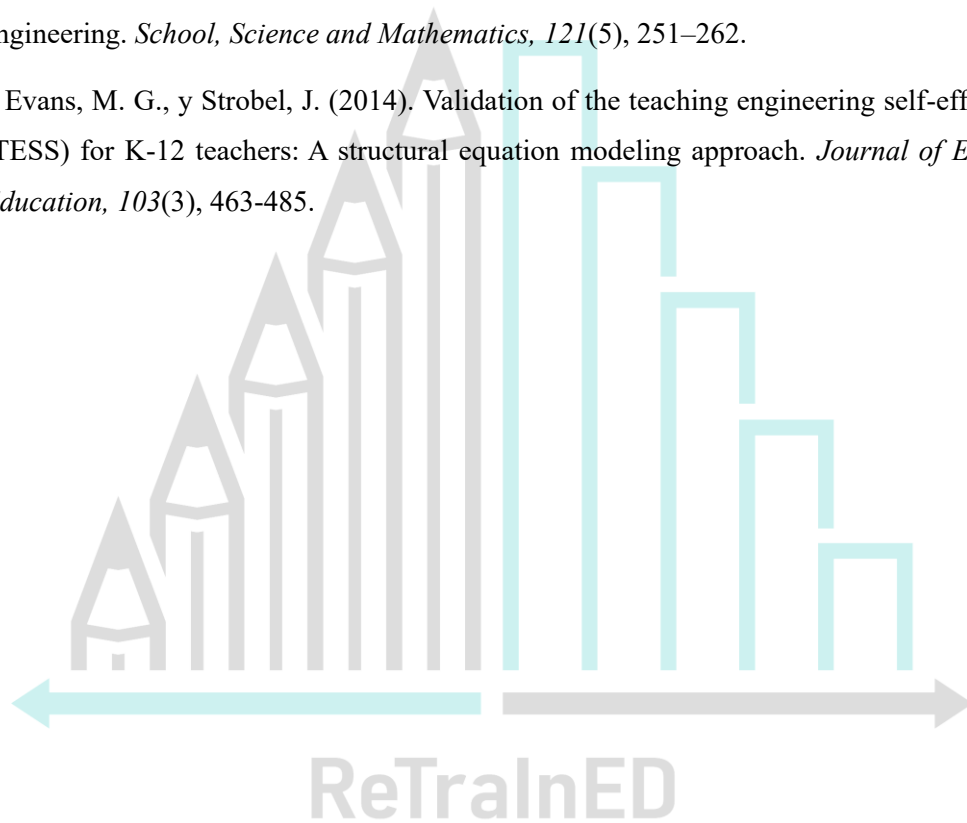 ngineering. School, Science and Mathematics, 121(5), 251–262.
Evans, M. G., y Strobel, J. (2014). Validation of the teaching engineering self-eff
TESS) for K-12 teachers: A structural equation modeling approach. Journal of E
ducation, 103(3), 463-485.
ReTraInED